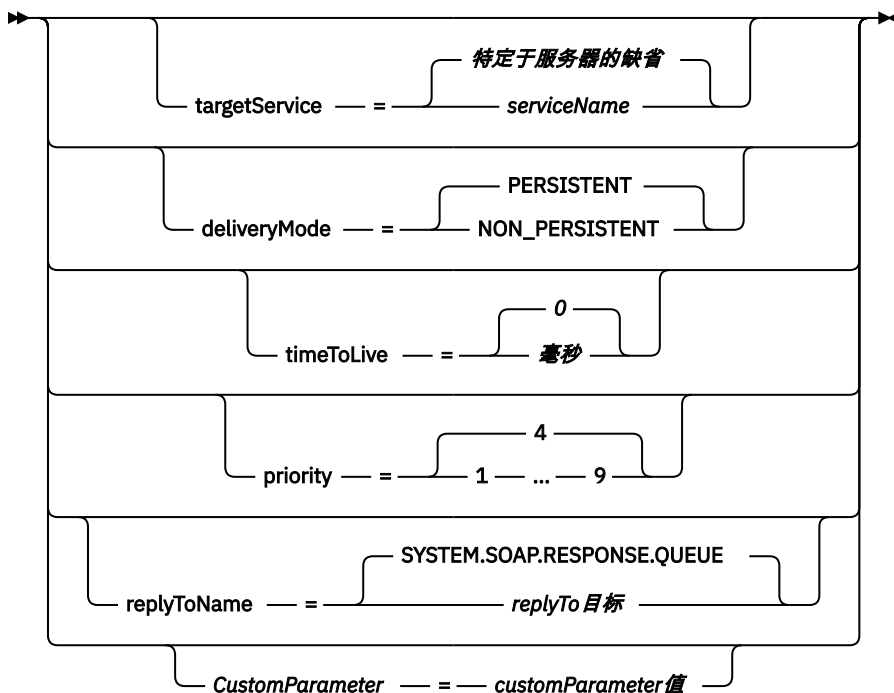 特定于服务器的缺省
targetService = serviceName
PERSISTENT
deliveryMode = NON_PERSISTENT
0
timeToLive = 毫秒
4
priority = 1 ... 9
SYSTEM.SOAP.RESPONSE.QUEUE
replyToName = replyTo目标
CustomParameter = customParameter值